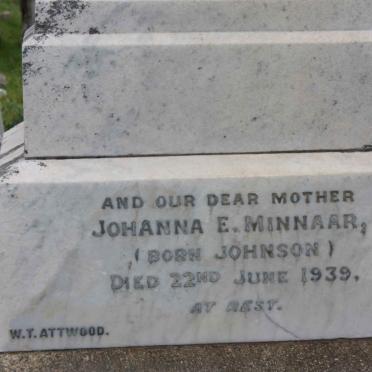 AND OUR DEAR MOTHER
JOHANNA E. MINNAAR,
(BORN JOHNSON)
DIED 22ND JUNE 1939.
AT REST.
W.T. ATTWOOD.